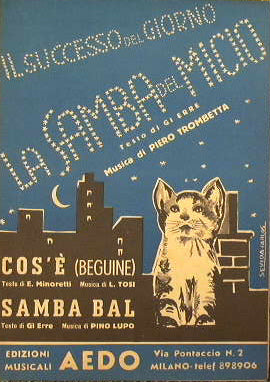 IL SUCCESSO DEL GIORNO
LA SAMBA DEL MICIO
Testo di GI ERRE
Musica di PIERO TROMBETTA
COS'È (BEGUINE)
Testo di E. Minoretti Musica di L. TOSI
SAMBA BAL
Testo di Gi Erre Musica di PINO LUPO
EDIZIONI
MUSICALI
AEDO
Via Pontaccio N. 2
MILANO-telef 898906